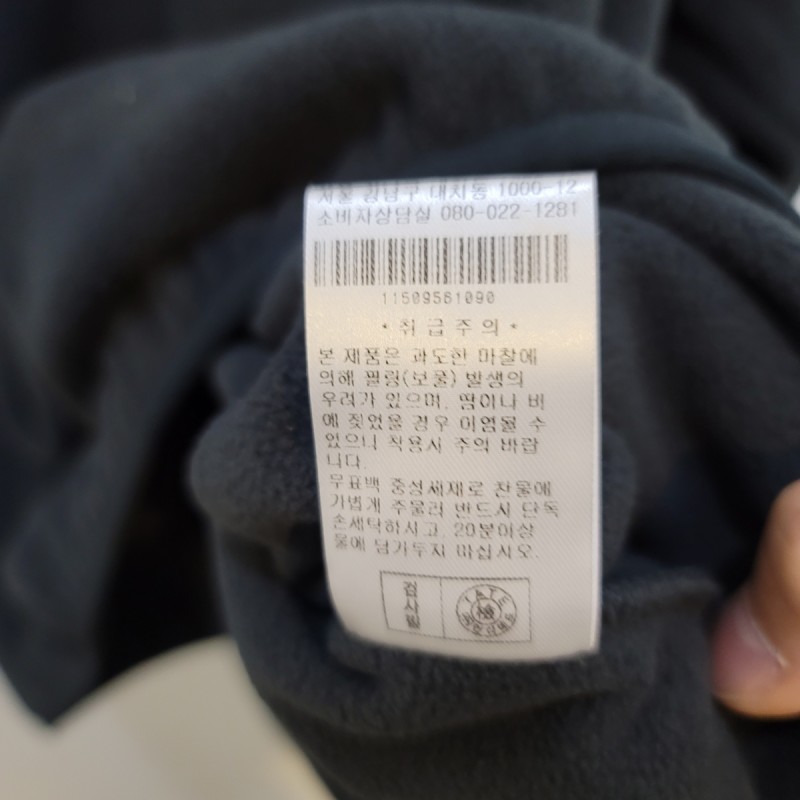 서울 강남구 대치동 1000-12
소비자상담실 080-022-1281
11509561090
* 취 급 주 의 *
본 제품은 과도한 마찰에
의해 필링(보풀) 발생의
우려가 있으며, 땀이나 비
에 젖었을 경우 이염될 수
있으니 착용시 주의 바랍
니다.
무표백 중성세제로 찬물에
가볍게 주물러 반드시 단독
손세탁하시고, 20분이상
물에 담가두지 마십시오.
검사필
TATE